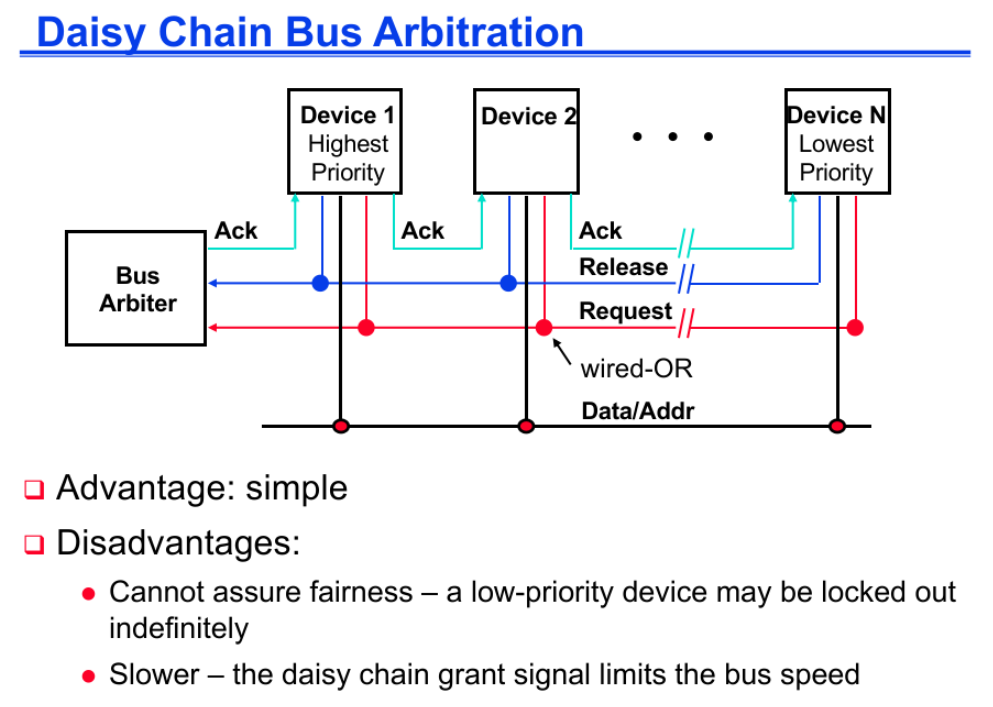 Daisy Chain Bus Arbitration
Device 1
Highest
Priority
Device 2
Device N
Lowest
Priority
Ack
Ack
Ack
Bus
Arbiter
Release
Request
wired-OR
Data/Addr
Advantage: simple
Disadvantages:
Cannot assure fairness – a low-priority device may be locked out
indefinitely
Slower – the daisy chain grant signal limits the bus speed